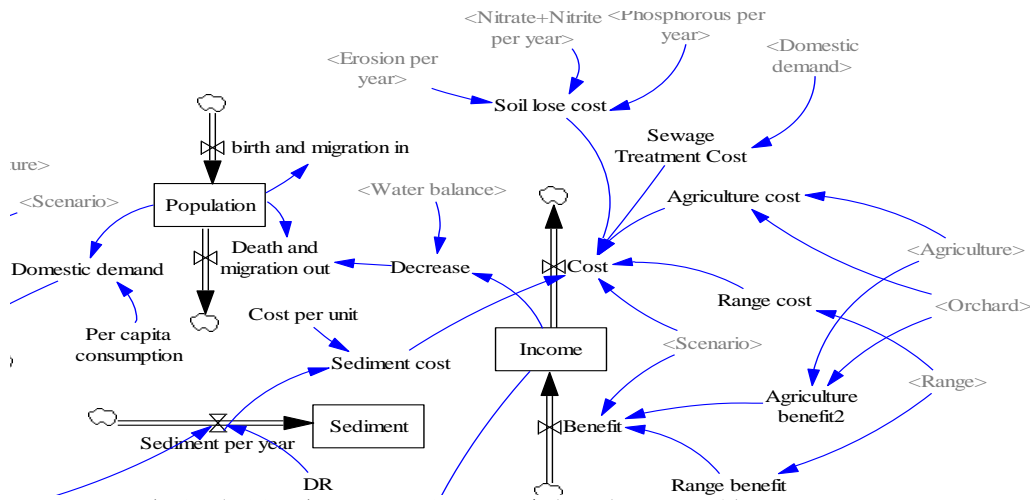 <Nitrate+Nitrite
per year>
<Phosphorous per
year>
<Domestic
demand>
<Erosion per
year>
Soil lose cost
Sewage
Treatment Cost
birth and migration in
ure>
<Scenario>
Population
<Water balance>
Agriculture cost
Death and
migration out
Domestic demand
Decrease
Cost
<Agriculture>
Range cost
<Orchard>
Per capita
consumption
Cost per unit
Income
<Scenario>
Sediment cost
<Range>
Agriculture
benefit2
Sediment per year
Sediment
Benefit
DR
Range benefit